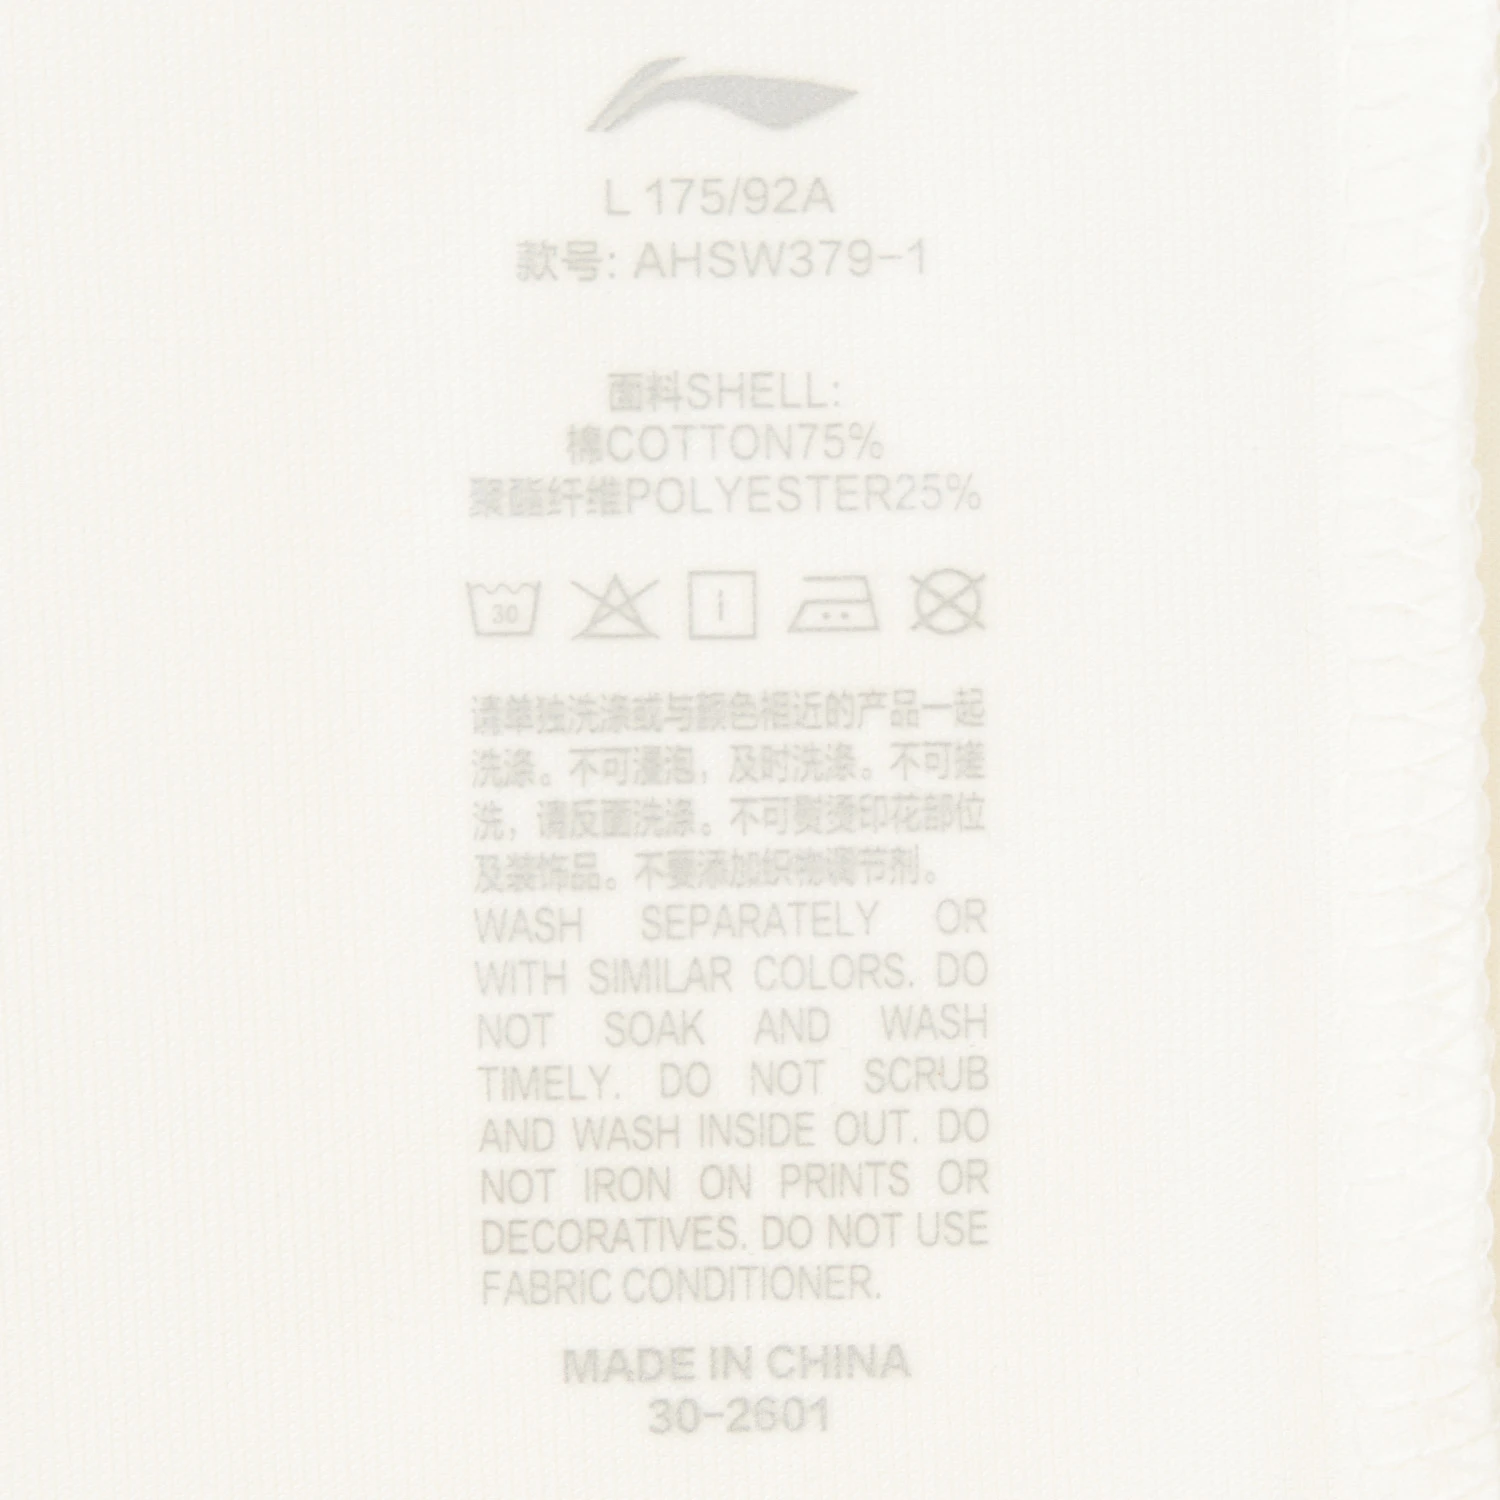 L 175/92A
款号: AHSW379-1
面料SHELL:
棉COTTON75%
聚酯纤维POLYESTER25%
30
请单独洗涤或与颜色相近的产品一起
洗涤。不可浸泡，及时洗涤。不可搓
洗，请反面洗涤。不可熨烫印花部位
及装饰品。不要添加织物调节剂。
WASH SEPARATELY OR
WITH SIMILAR COLORS. DO
NOT SOAK AND WASH
TIMELY. DO NOT SCRUB
AND WASH INSIDE OUT. DO
NOT IRON ON PRINTS OR
DECORATIVES. DO NOT USE
FABRIC CONDITIONER.
MADE IN CHINA
30-2601